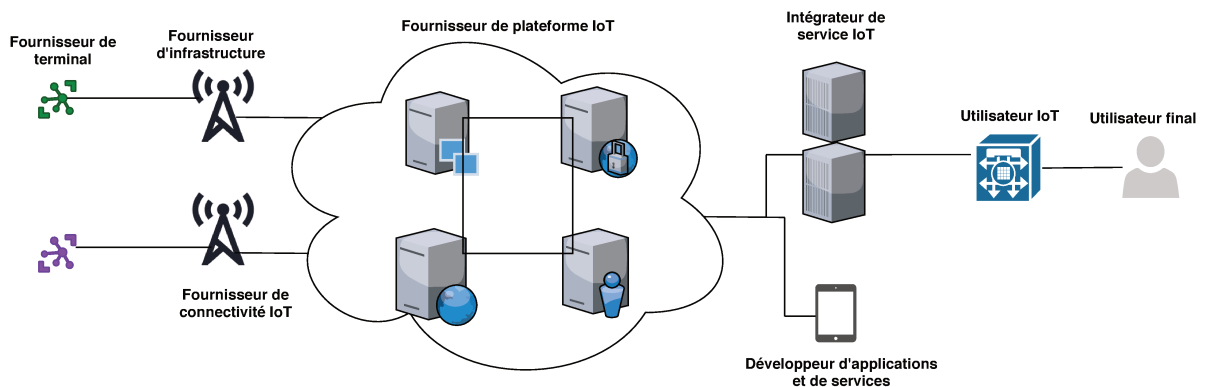 Fournisseur de
terminal
Fournisseur
d'infrastructure
Fournisseur de plateforme IoT
Intégrateur de
service IoT
Utilisateur IoT
Utilisateur final
Fournisseur de
connectivité IoT
Développeur d'applications
et de services